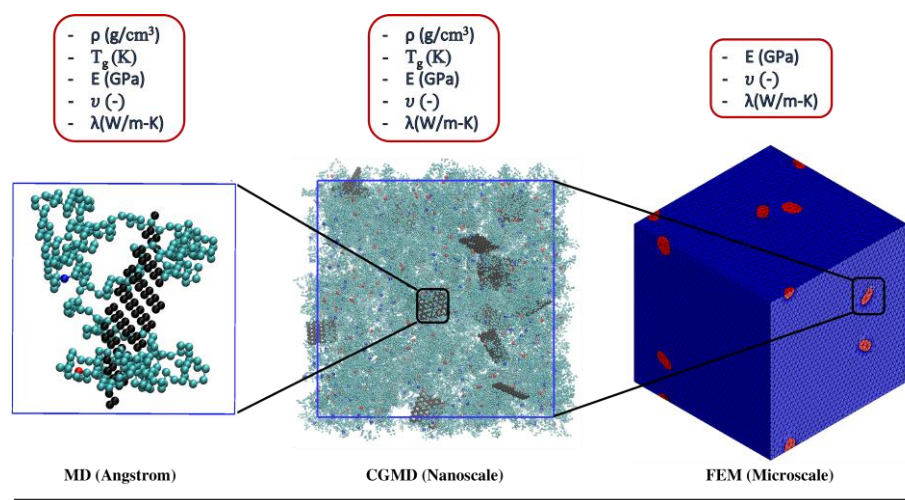 - ρ (g/cm³)
- Tg (K)
- E (GPa)
- υ (-)
- λ(W/m-K)
- ρ (g/cm³)
- Tg (K)
- E (GPa)
- υ (-)
- λ(W/m-K)
- E (GPa)
- υ (-)
- λ(W/m-K)
MD (Angstrom)
CGMD (Nanoscale)
FEM (Microscale)